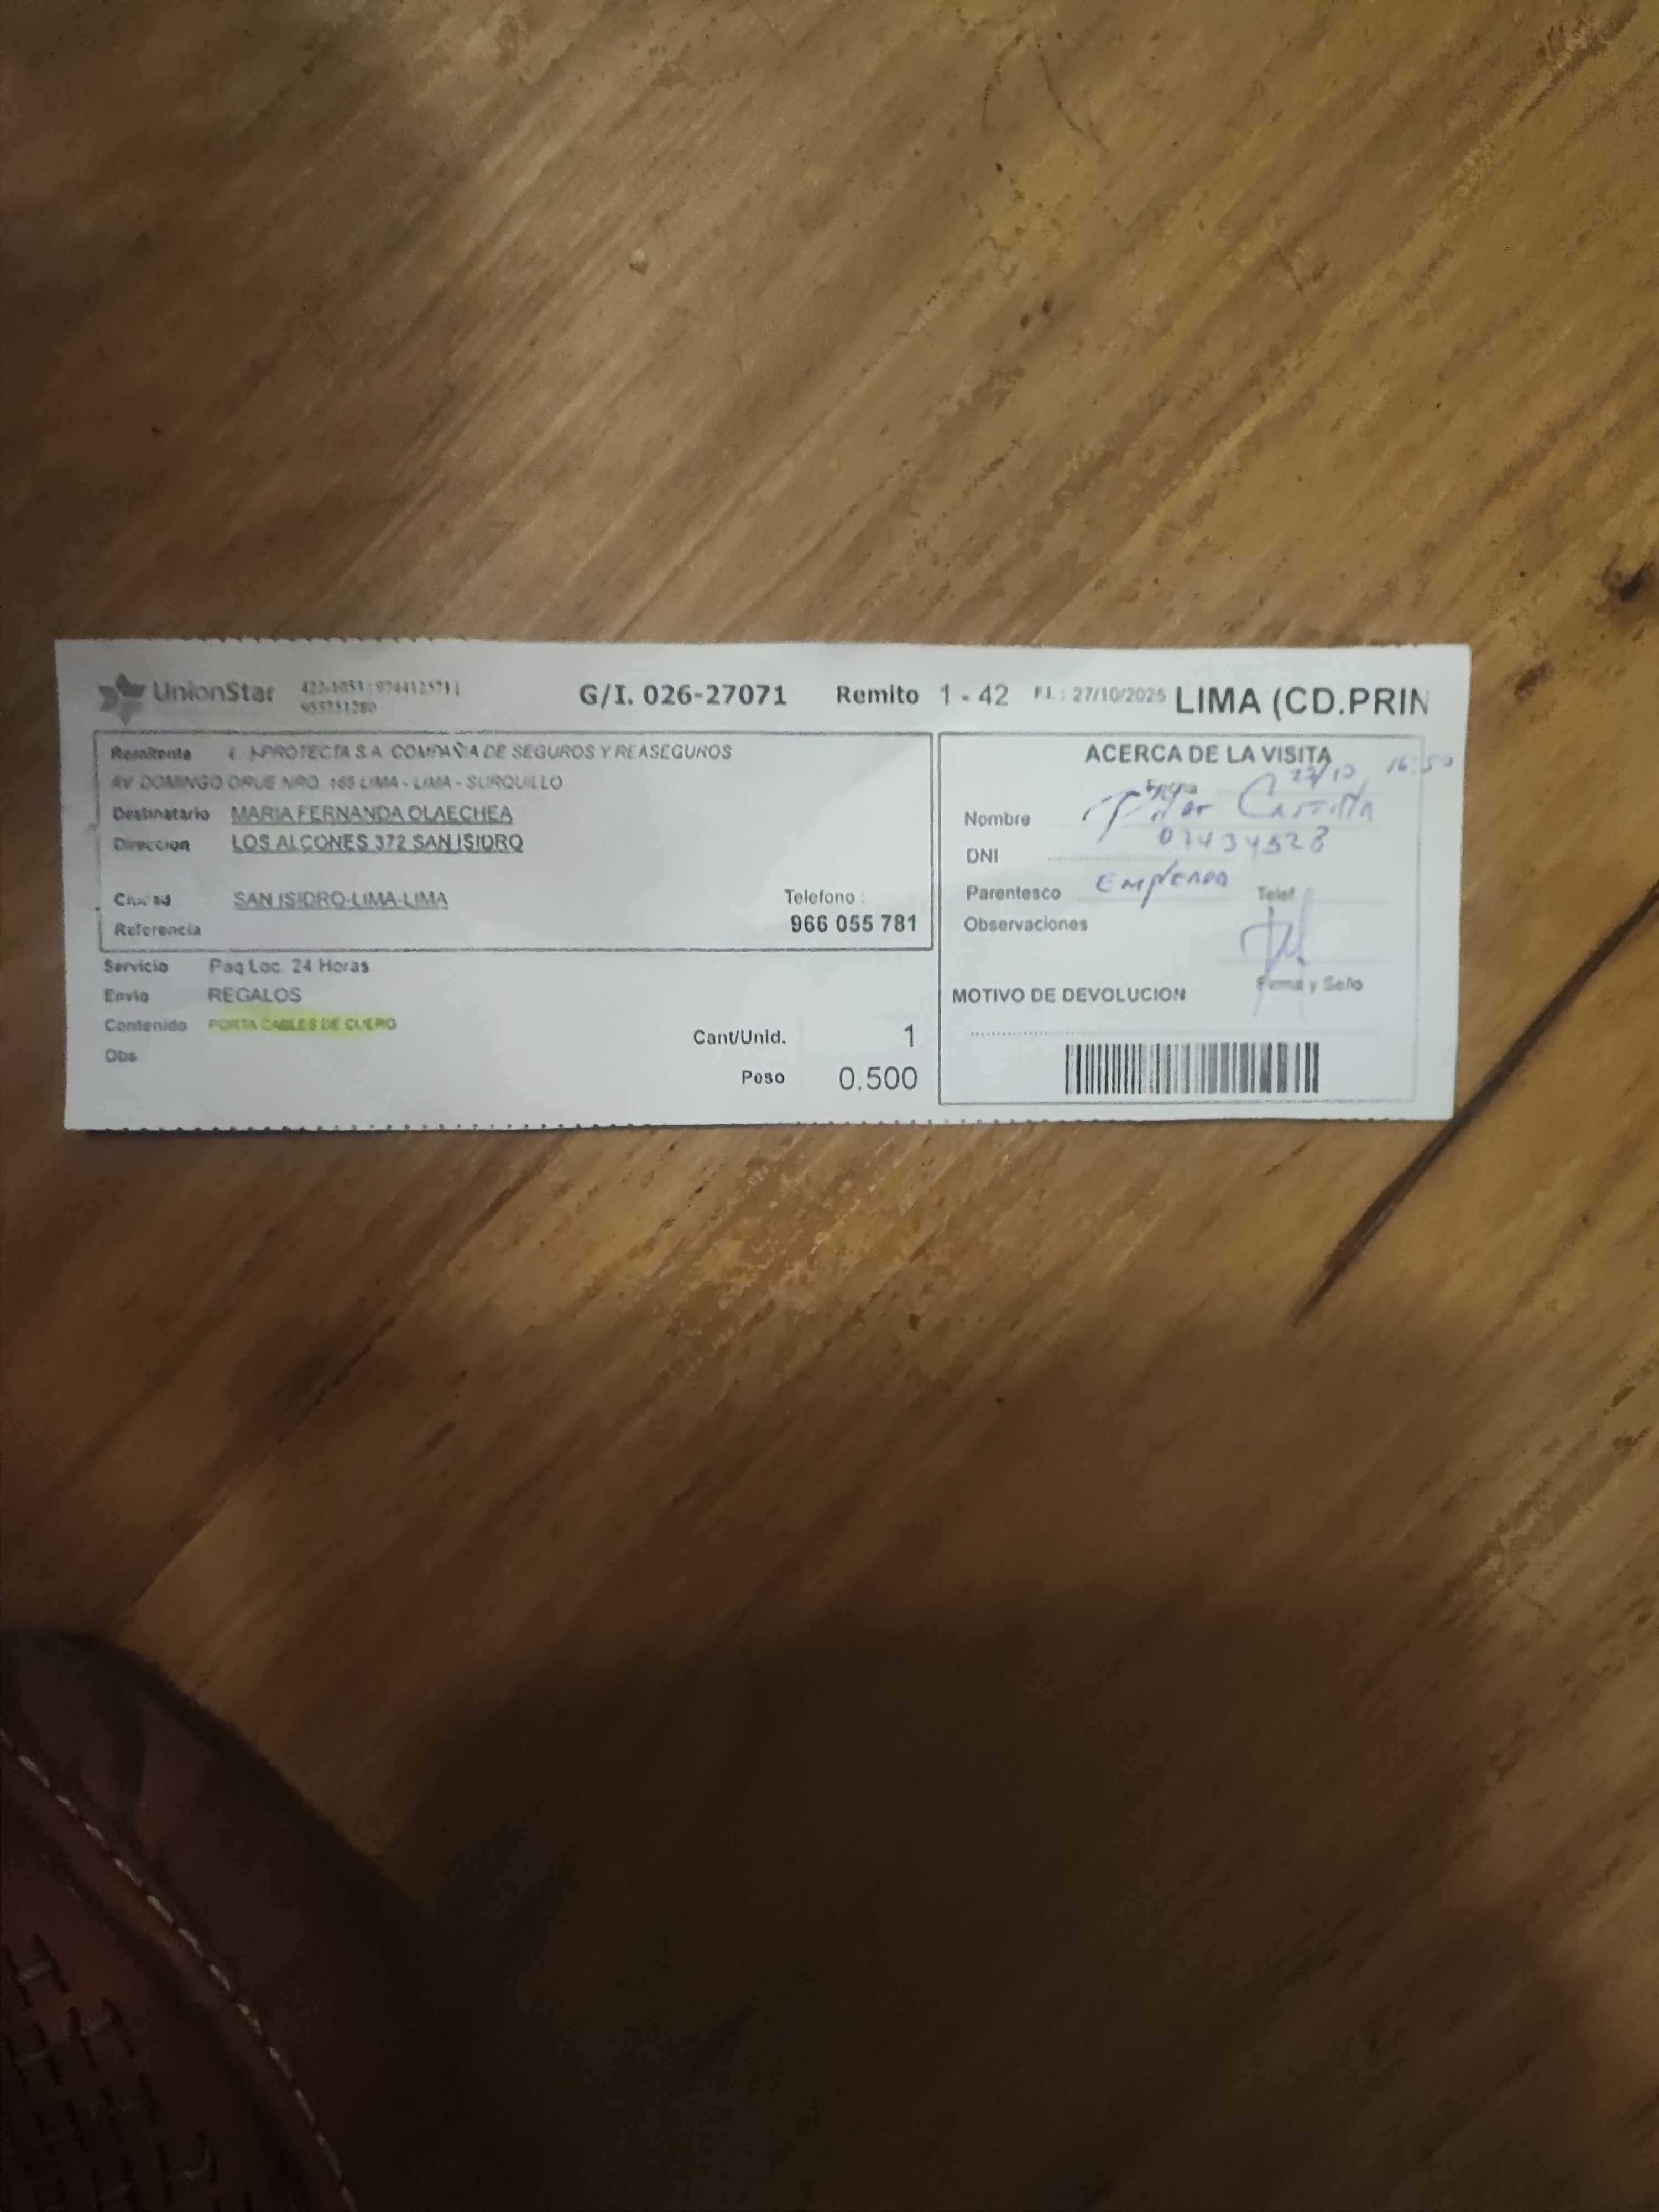 UnionStar
955751280
G/I. 026-27071 Remito 1 - 42 F.I. : 27/10/2025 LIMA (CD.PRIN
Remitente PROTECTA S.A. COMPAÑIA DE SEGUROS Y REASEGUROS
AV. DOMINGO ORUE NRO. 165 LIMA - LIMA - SURQUILLO
Destinatario MARIA FERNANDA OLAECHEA
Direccion LOS ALCONES 372 SAN ISIDRO
Ciudad SAN ISIDRO-LIMA-LIMA
Telefono :
Referencia 966 055 781
Servicio Paq Loc. 24 Horas
Envio REGALOS
Contenido PORTA CABLES DE CUERO
Obs
Cant/Unid. 1
Peso 0.500
ACERCA DE LA VISITA
Fecha 27/10 16:50
Nombre Pilar Castilla
DNI
Parentesco Telef.
Observaciones
Firma y Sello
MOTIVO DE DEVOLUCION